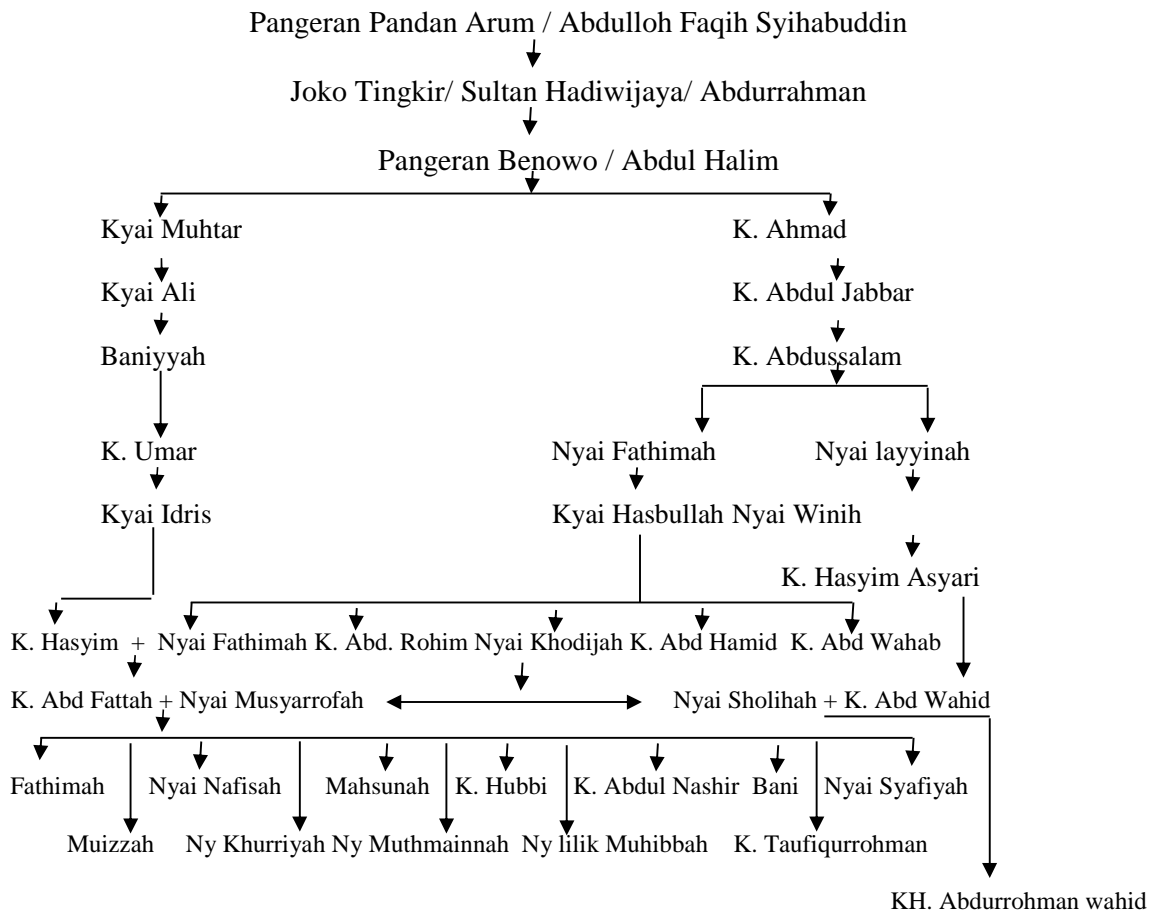 Pangeran Pandan Arum / Abdulloh Faqih Syihabuddin
Joko Tingkir/ Sultan Hadiwijaya/ Abdurrahman
Pangeran Benowo / Abdul Halim
Kyai Muhtar K. Ahmad
Kyai Ali K. Abdul Jabbar
Baniyyah K. Abdussalam
K. Umar Nyai Fathimah Nyai layyinah
Kyai Idris Kyai Hasbullah Nyai Winih
K. Hasyim Asyari
K. Hasyim + Nyai Fathimah K. Abd. Rohim Nyai Khodijah K. Abd Hamid K. Abd Wahab
K. Abd Fattah + Nyai Musyarrofah Nyai Sholihah + K. Abd Wahid
Fathimah Nyai Nafisah Mahsunah K. Hubbi K. Abdul Nashir Bani Nyai Syafiyah
Muizzah Ny Khurriyah Ny Muthmainnah Ny lilik Muhibbah K. Taufiqurrohman
KH. Abdurrohman wahid